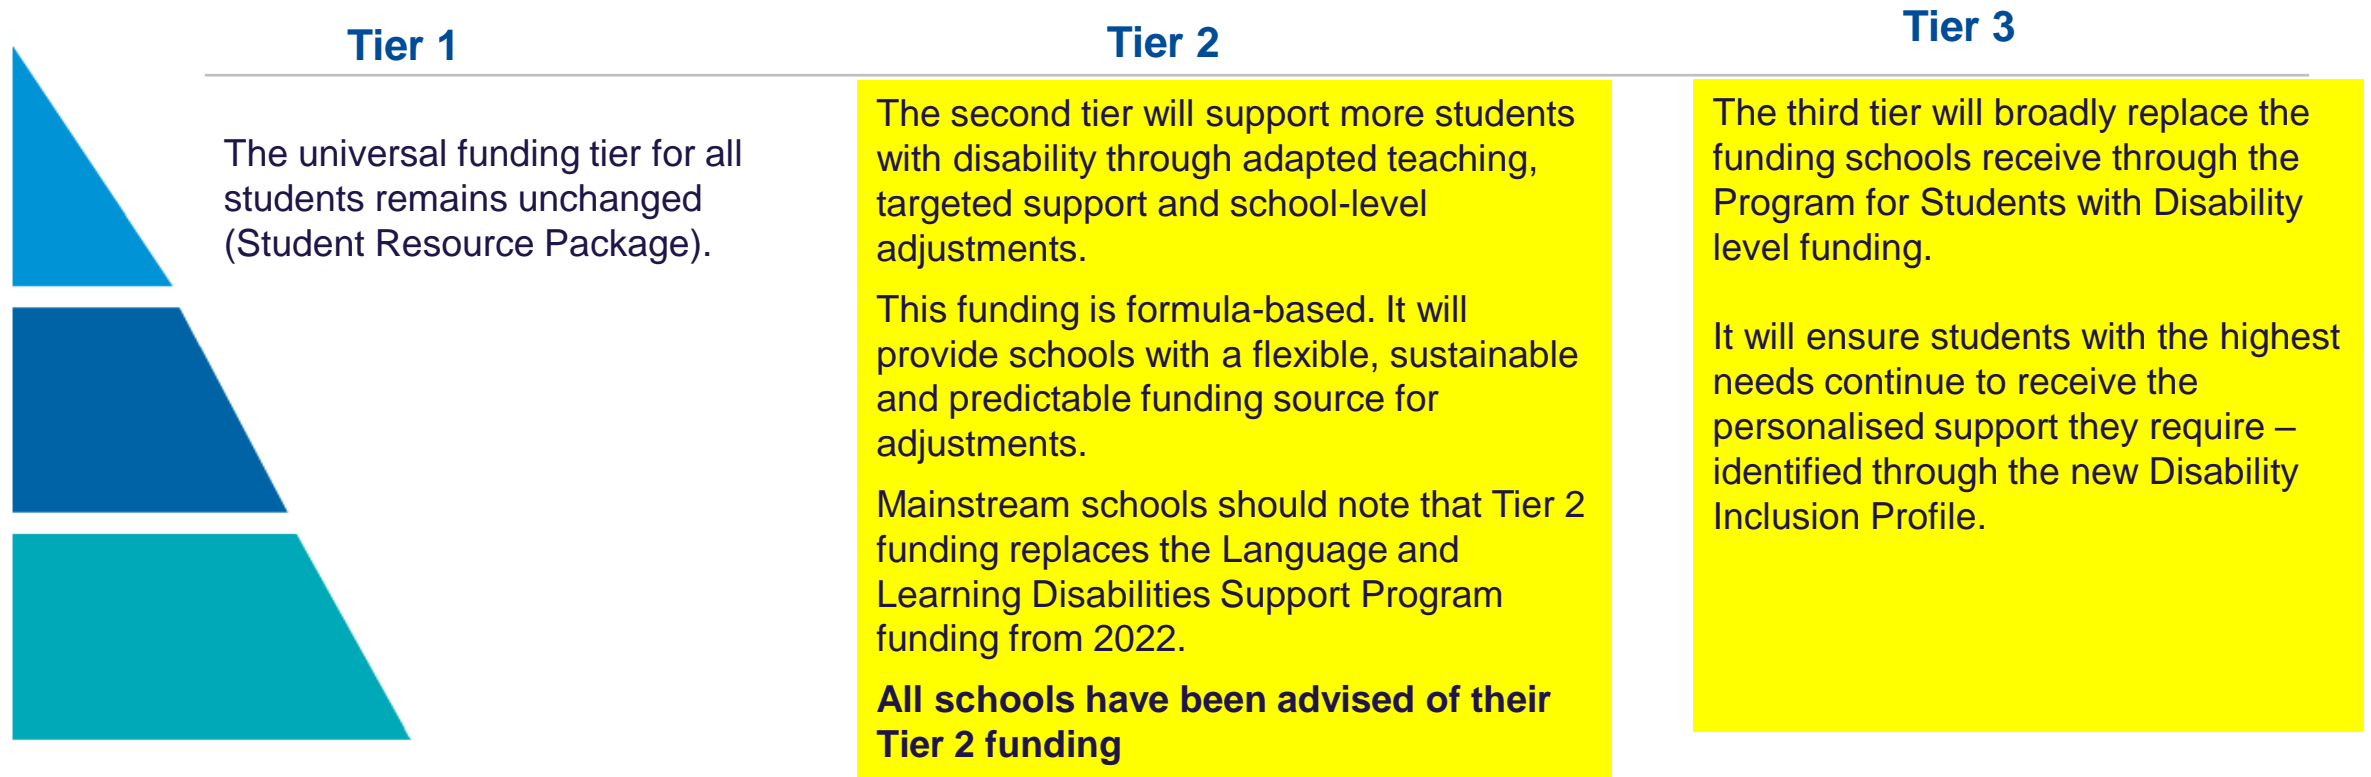 Tier 1
The universal funding tier for all
students remains unchanged
(Student Resource Package).
Tier 2
The second tier will support more students
with disability through adapted teaching,
targeted support and school-level
adjustments.
This funding is formula-based. It will
provide schools with a flexible, sustainable
and predictable funding source for
adjustments.
Mainstream schools should note that Tier 2
funding replaces the Language and
Learning Disabilities Support Program
funding from 2022.
All schools have been advised of their
Tier 2 funding
Tier 3
The third tier will broadly replace the
funding schools receive through the
Program for Students with Disability
level funding.
It will ensure students with the highest
needs continue to receive the
personalised support they require –
identified through the new Disability
Inclusion Profile.